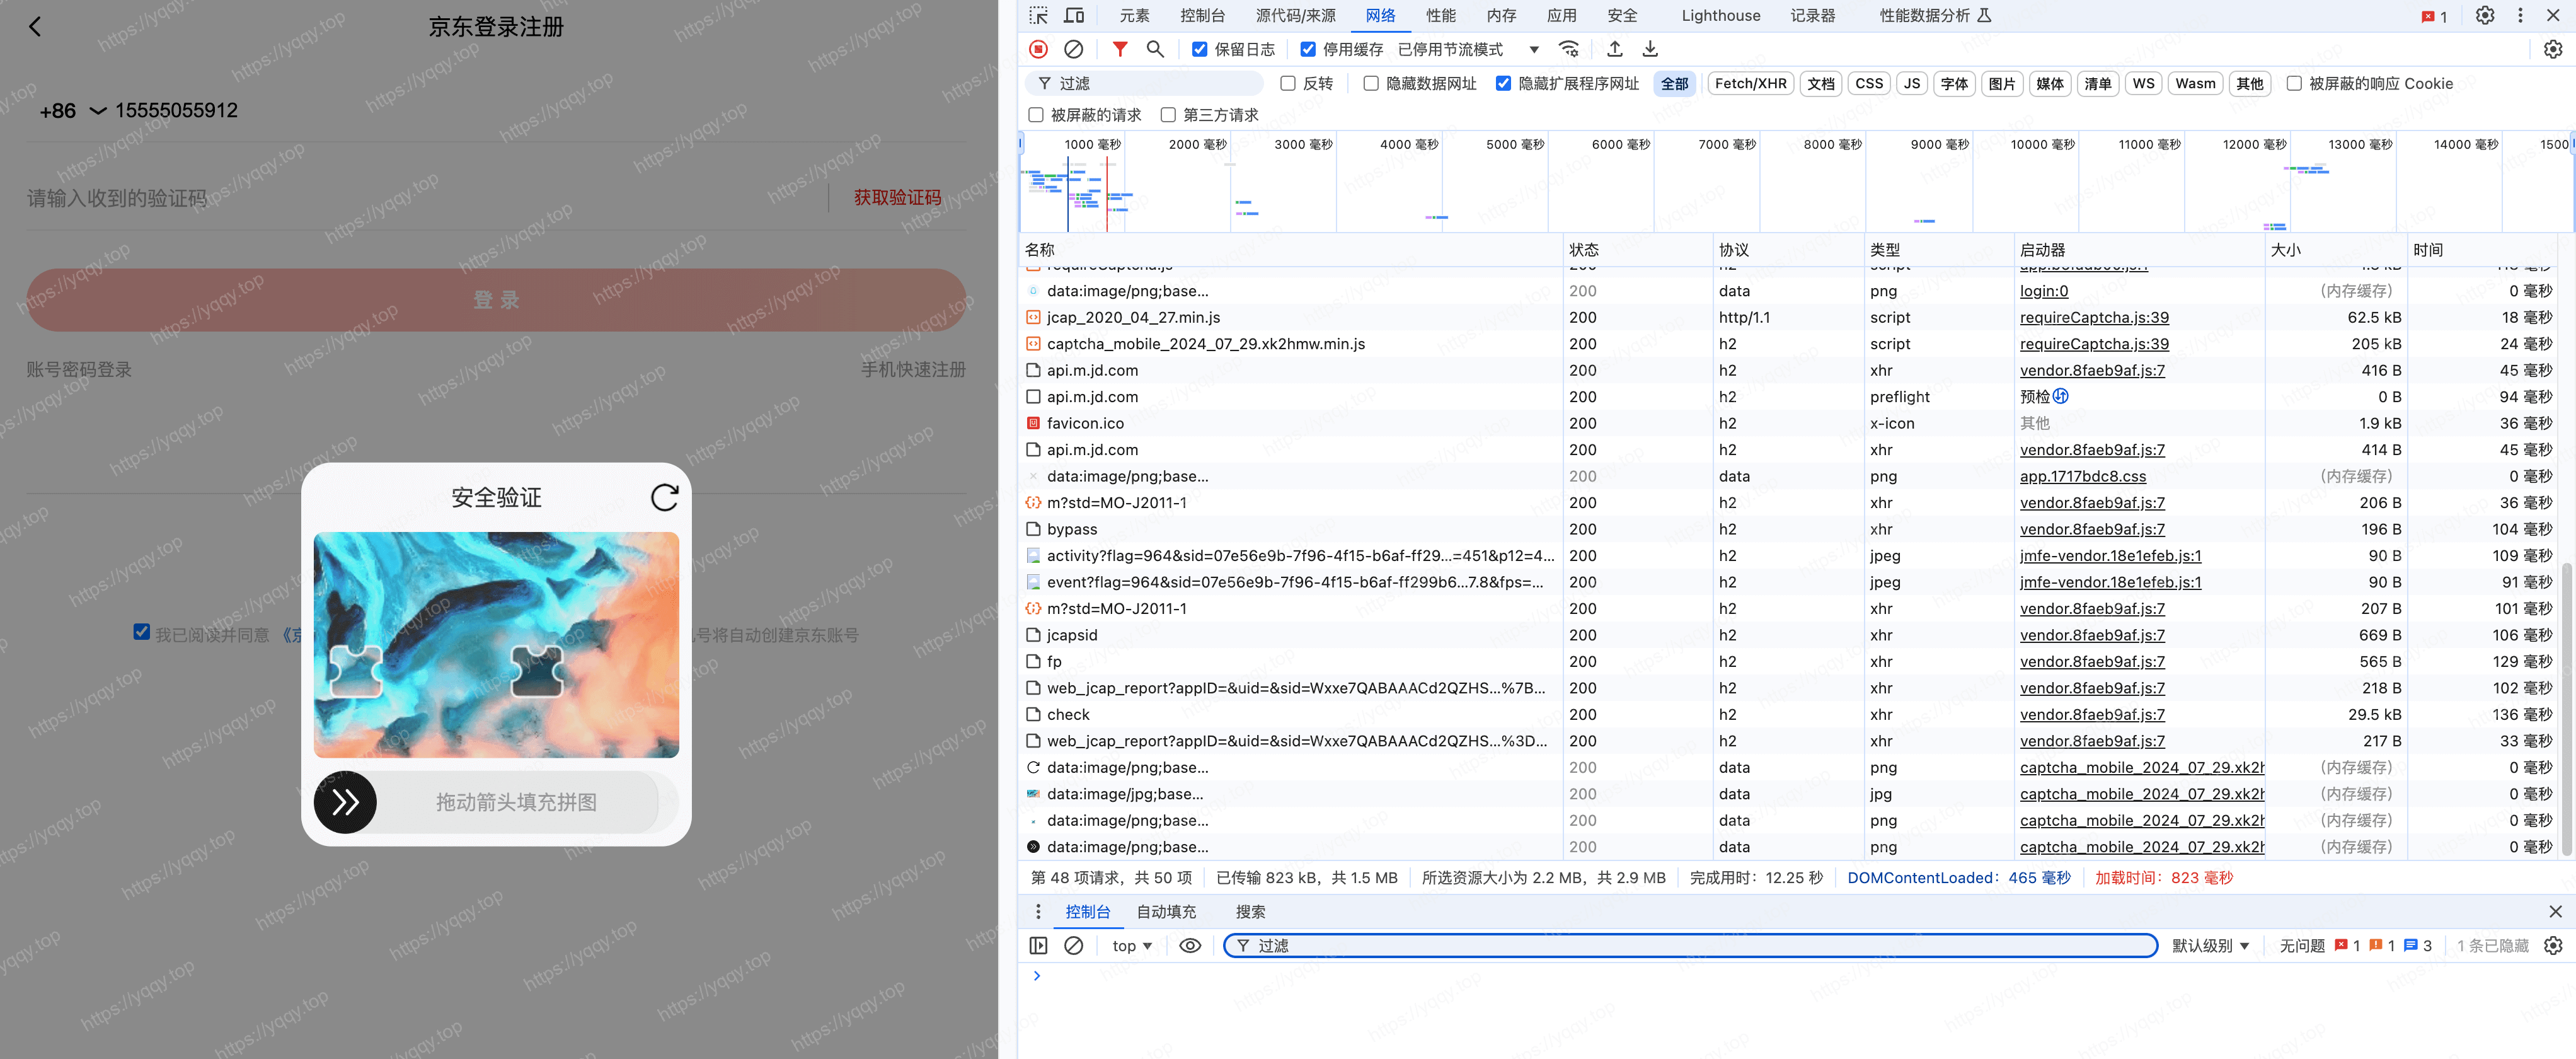 京东登录注册
+86 15555055912
请输入收到的验证码
获取验证码
登 录
账号密码登录
手机快速注册
安全验证
我已阅读并同意 《京
号将自动创建京东账号
拖动箭头填充拼图
https://yqqy.top
元素 控制台 源代码/来源 网络 性能 内存 应用 安全 Lighthouse 记录器 性能数据分析 1
保留日志 停用缓存 已停用节流模式
过滤 反转 隐藏数据网址 隐藏扩展程序网址 全部 Fetch/XHR 文档 CSS JS 字体 图片 媒体 清单 WS Wasm 其他 被屏蔽的响应 Cookie
被屏蔽的请求 第三方请求
1000 毫秒 2000 毫秒 3000 毫秒 4000 毫秒 5000 毫秒 6000 毫秒 7000 毫秒 8000 毫秒 9000 毫秒 10000 毫秒 11000 毫秒 12000 毫秒 13000 毫秒 14000 毫秒 1500
名称 状态 协议 类型 启动器 大小 时间
data:image/png;base... 200 data png login:0 (内存缓存) 0 毫秒
jcap_2020_04_27.min.js 200 http/1.1 script requireCaptcha.js:39 62.5 kB 18 毫秒
captcha_mobile_2024_07_29.xk2hmw.min.js 200 h2 script requireCaptcha.js:39 205 kB 24 毫秒
api.m.jd.com 200 h2 xhr vendor.8faeb9af.js:7 416 B 45 毫秒
api.m.jd.com 200 h2 preflight 预检 0 B 94 毫秒
favicon.ico 200 h2 x-icon 其他 1.9 kB 36 毫秒
api.m.jd.com 200 h2 xhr vendor.8faeb9af.js:7 414 B 45 毫秒
data:image/png;base... 200 data png app.1717bdc8.css (内存缓存) 0 毫秒
m?std=MO-J2011-1 200 h2 xhr vendor.8faeb9af.js:7 206 B 36 毫秒
bypass 200 h2 xhr vendor.8faeb9af.js:7 196 B 104 毫秒
activity?flag=964&sid=07e56e9b-7f96-4f15-b6af-ff29...=451&p12=4... 200 h2 jpeg jmfe-vendor.18e1efeb.js:1 90 B 109 毫秒
event?flag=964&sid=07e56e9b-7f96-4f15-b6af-ff299b6...7.8&fps=... 200 h2 jpeg jmfe-vendor.18e1efeb.js:1 90 B 91 毫秒
m?std=MO-J2011-1 200 h2 xhr vendor.8faeb9af.js:7 207 B 101 毫秒
jcapsid 200 h2 xhr vendor.8faeb9af.js:7 669 B 106 毫秒
fp 200 h2 xhr vendor.8faeb9af.js:7 565 B 129 毫秒
web_jcap_report?appID=&uid=&sid=Wxxe7QABAAACd2QZHS...%7B... 200 h2 xhr vendor.8faeb9af.js:7 218 B 102 毫秒
check 200 h2 xhr vendor.8faeb9af.js:7 29.5 kB 136 毫秒
web_jcap_report?appID=&uid=&sid=Wxxe7QABAAACd2QZHS...%3D... 200 h2 xhr vendor.8faeb9af.js:7 217 B 33 毫秒
data:image/png;base... 200 data png captcha_mobile_2024_07_29.xk2h (内存缓存) 0 毫秒
data:image/jpg;base... 200 data jpg captcha_mobile_2024_07_29.xk2h (内存缓存) 0 毫秒
data:image/png;base... 200 data png captcha_mobile_2024_07_29.xk2h (内存缓存) 0 毫秒
data:image/png;base... 200 data png captcha_mobile_2024_07_29.xk2h (内存缓存) 0 毫秒
第 48 项请求，共 50 项 已传输 823 kB，共 1.5 MB 所选资源大小为 2.2 MB，共 2.9 MB 完成用时：12.25 秒 DOMContentLoaded：465 毫秒 加载时间：823 毫秒
控制台 自动填充 搜索
top 过滤 默认级别 无问题 1 1 3 1 条已隐藏